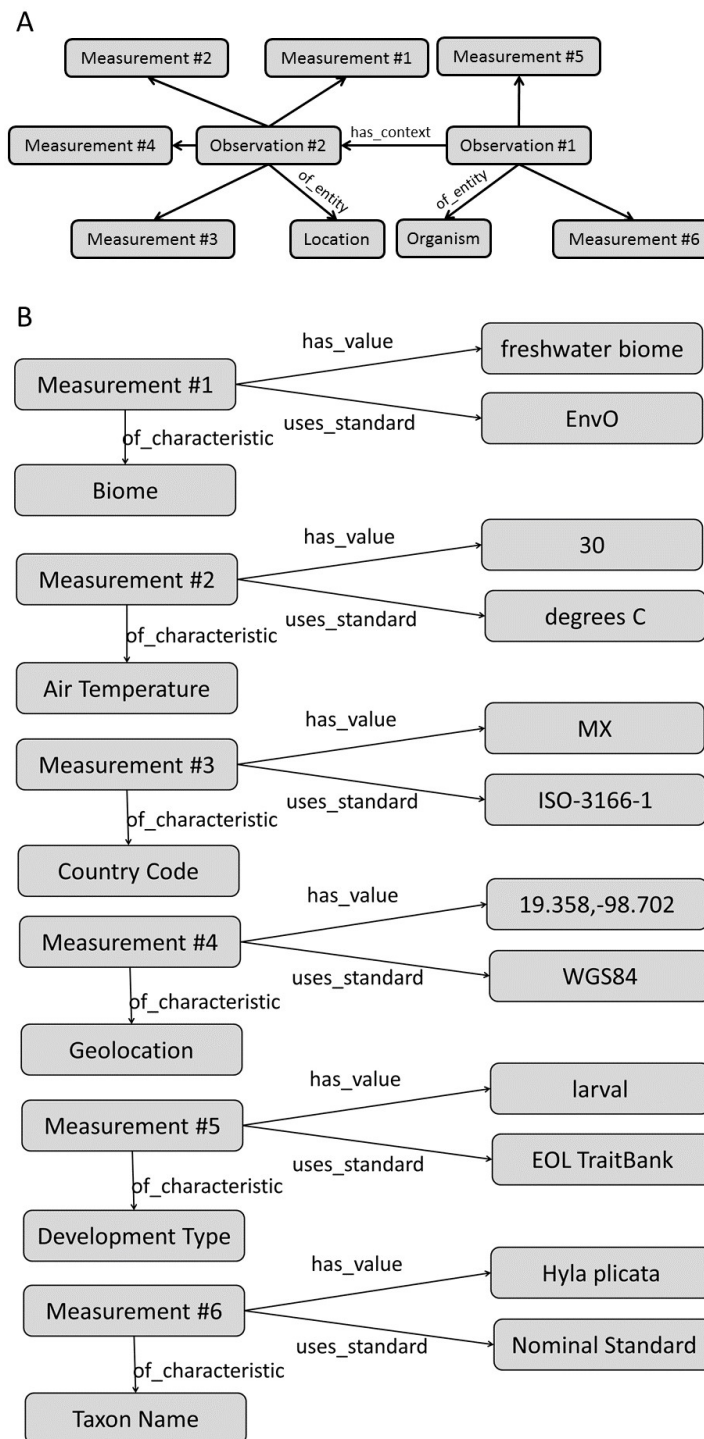 A
Measurement #2
Measurement #1
Measurement #5
Measurement #4
Observation #2
has_context
Observation #1
of_entity
of_entity
Measurement #3
Location
Organism
Measurement #6
B
has_value
freshwater biome
Measurement #1
uses_standard
EnvO
of_characteristic
Biome
has_value
30
Measurement #2
uses_standard
degrees C
of_characteristic
Air Temperature
has_value
MX
Measurement #3
uses_standard
ISO-3166-1
of_characteristic
Country Code
has_value
19.358,-98.702
Measurement #4
uses_standard
WGS84
of_characteristic
Geolocation
has_value
larval
Measurement #5
uses_standard
EOL TraitBank
of_characteristic
Development Type
has_value
Hyla plicata
Measurement #6
uses_standard
Nominal Standard
of_characteristic
Taxon Name